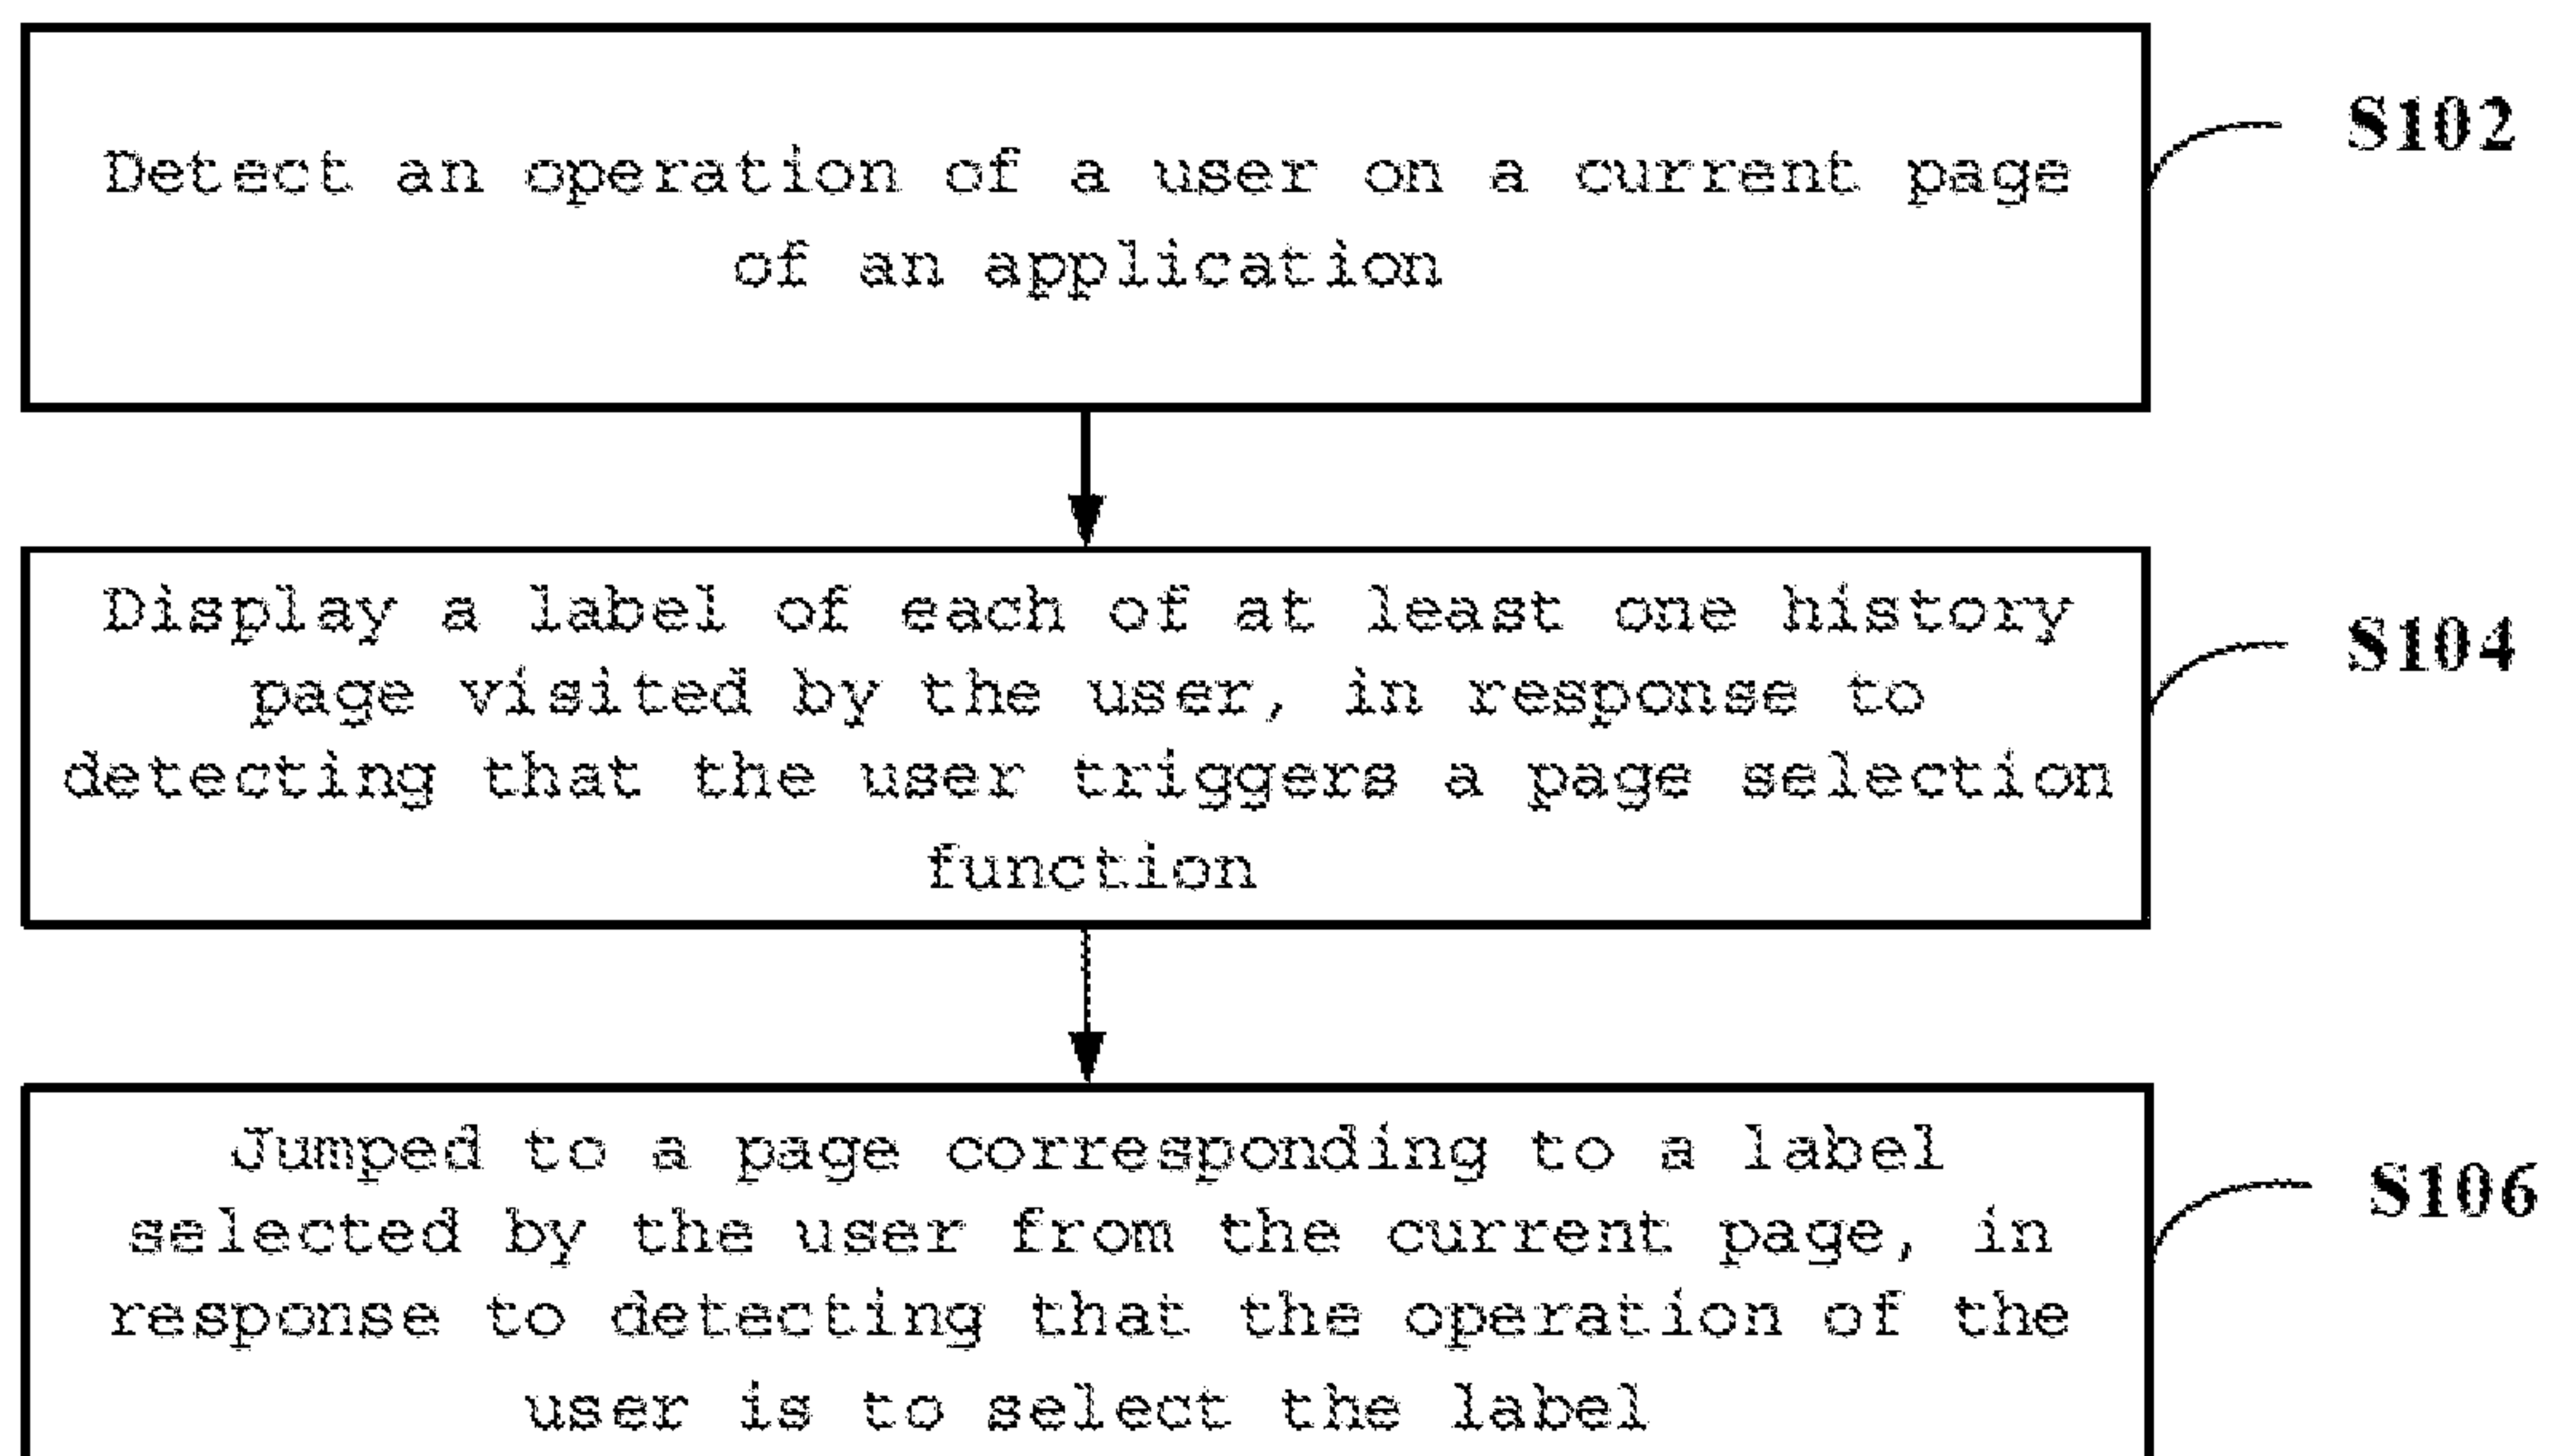 Detect an operation of a user on a current page
of an application
S102
Display a label of each of at least one history
page visited by the user, in response to
detecting that the user triggers a page selection
function
S104
Jumped to a page corresponding to a label
selected by the user from the current page, in
response to detecting that the operation of the
user is to select the label
S106